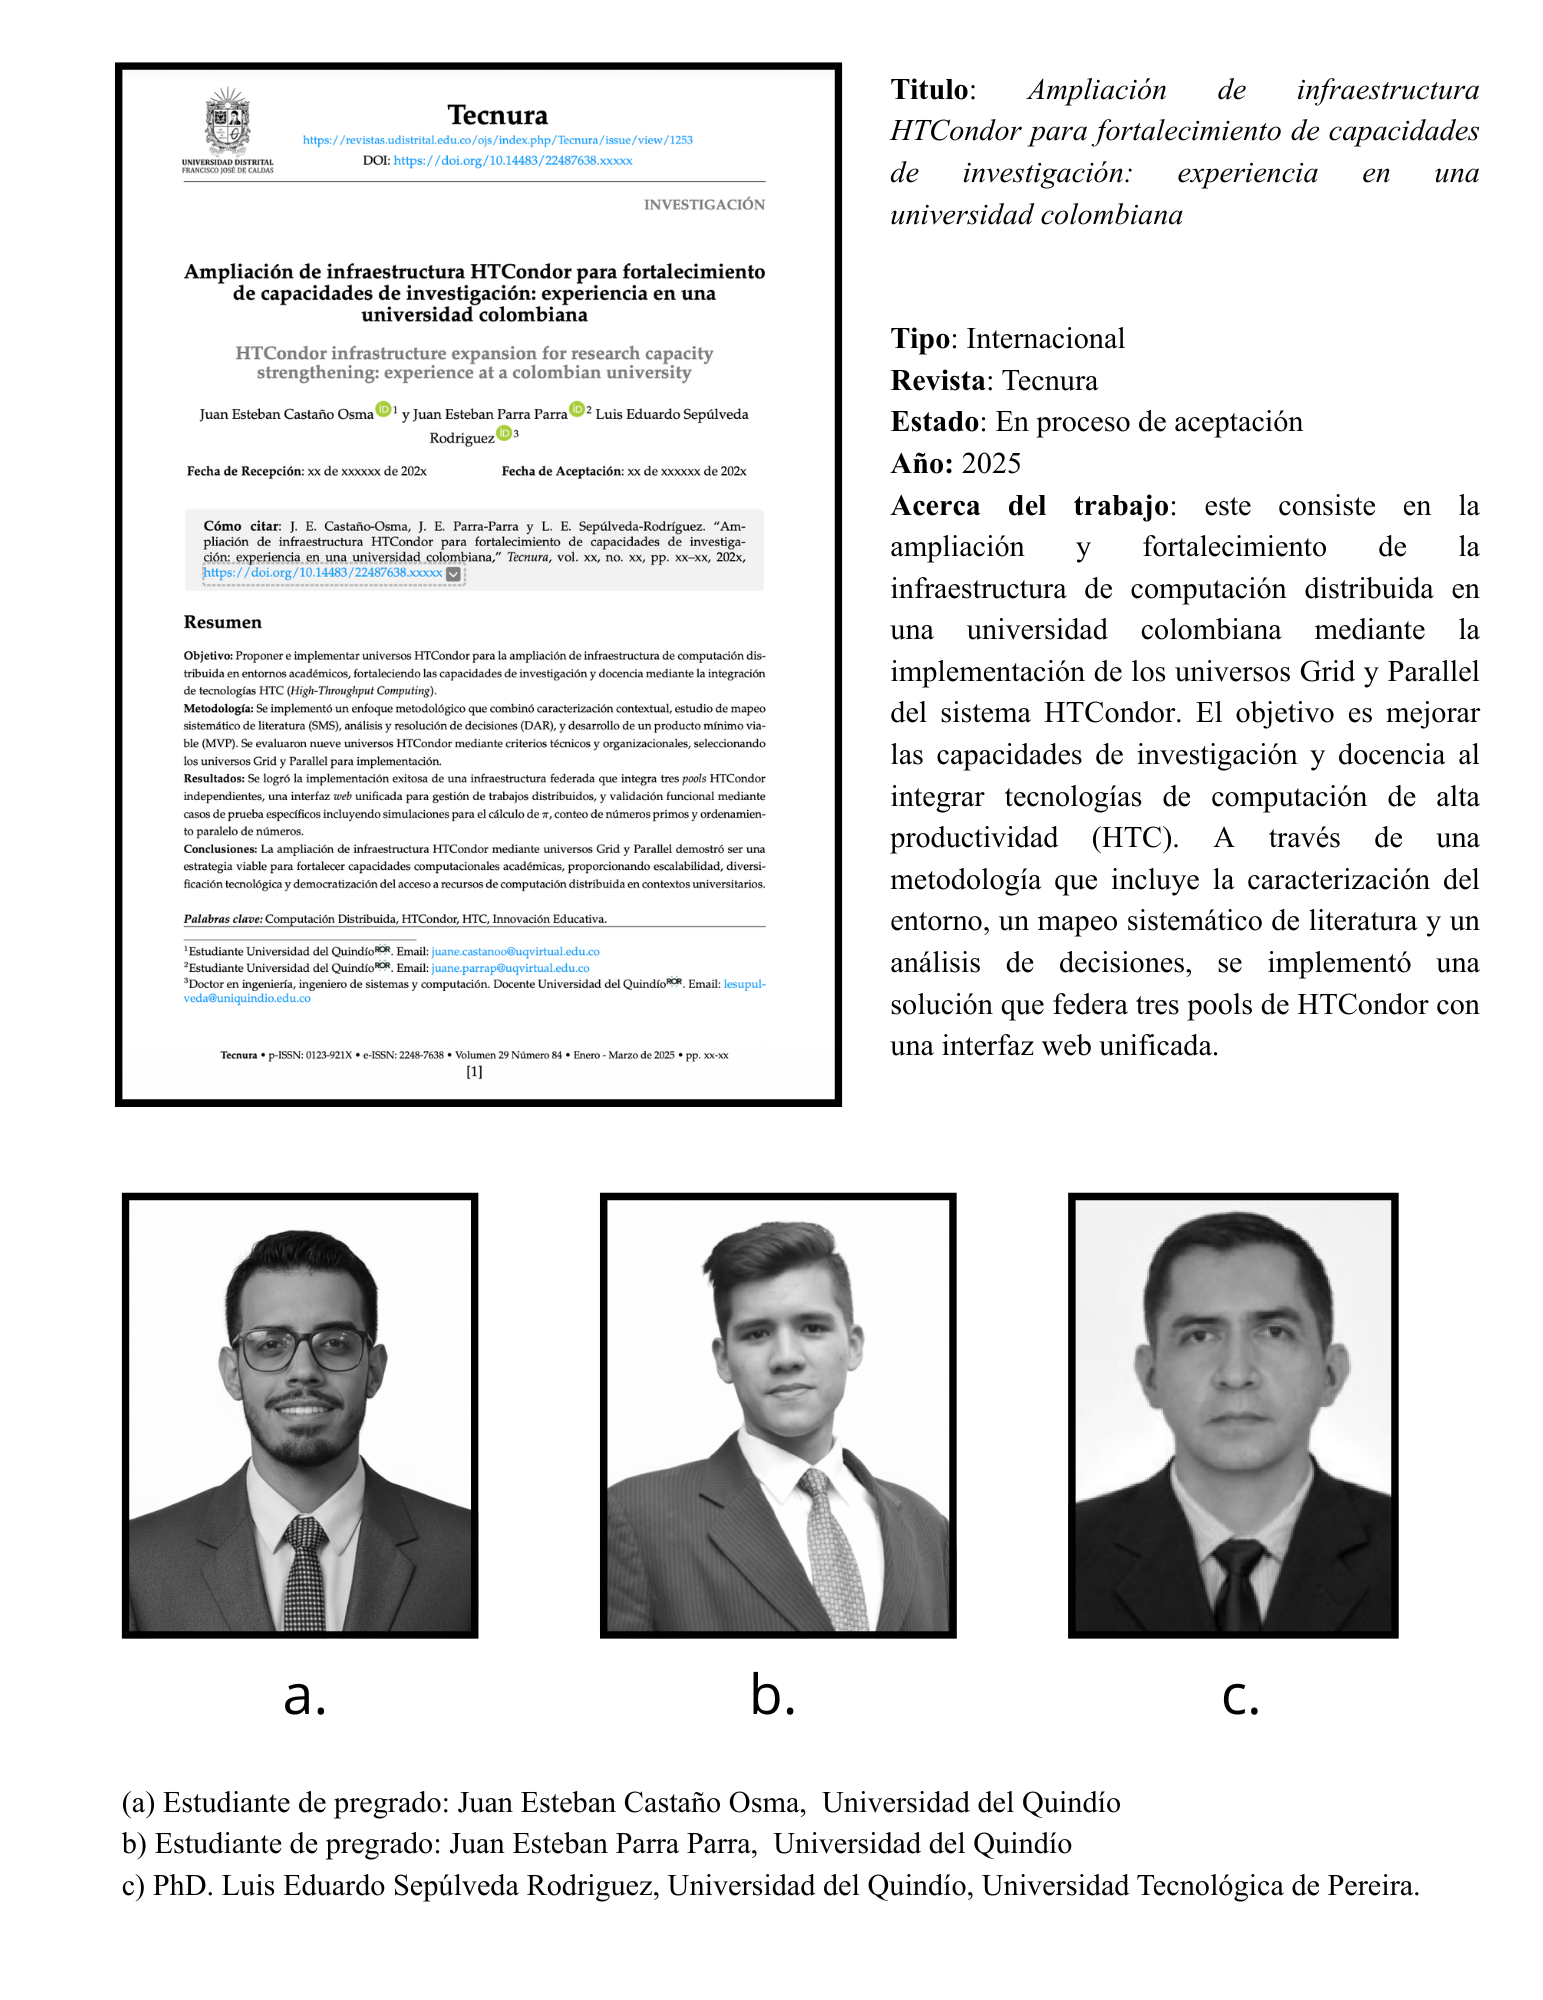 UNIVERSIDAD DISTRITAL
FRANCISCO JOSÉ DE CALDAS
Tecnura
https://revistas.udistrital.edu.co/ojs/index.php/Tecnura/issue/view/1253
DOI: https://doi.org/10.14483/22487638.xxxxx
INVESTIGACIÓN
Ampliación de infraestructura HTCondor para fortalecimiento
de capacidades de investigación: experiencia en una
universidad colombiana
HTCondor infrastructure expansion for research capacity
strengthening: experience at a colombian university
Juan Esteban Castaño Osma iD 1 y Juan Esteban Parra Parra iD 2 Luis Eduardo Sepúlveda
Rodriguez iD 3
Fecha de Recepción: xx de xxxxxx de 202x Fecha de Aceptación: xx de xxxxxx de 202x
Cómo citar: J. E. Castaño-Osma, J. E. Parra-Parra y L. E. Sepúlveda-Rodríguez. “Am-
pliación de infraestructura HTCondor para fortalecimiento de capacidades de investiga-
ción: experiencia en una universidad colombiana,” Tecnura, vol. xx, no. xx, pp. xx–xx, 202x,
https://doi.org/10.14483/22487638.xxxxx
Resumen
Objetivo: Proponer e implementar universos HTCondor para la ampliación de infraestructura de computación dis-
tribuida en entornos académicos, fortaleciendo las capacidades de investigación y docencia mediante la integración
de tecnologías HTC (High-Throughput Computing).
Metodología: Se implementó un enfoque metodológico que combinó caracterización contextual, estudio de mapeo
sistemático de literatura (SMS), análisis y resolución de decisiones (DAR), y desarrollo de un producto mínimo via-
ble (MVP). Se evaluaron nueve universos HTCondor mediante criterios técnicos y organizacionales, seleccionando
los universos Grid y Parallel para implementación.
Resultados: Se logró la implementación exitosa de una infraestructura federada que integra tres pools HTCondor
independientes, una interfaz web unificada para gestión de trabajos distribuidos, y validación funcional mediante
casos de prueba específicos incluyendo simulaciones para el cálculo de π, conteo de números primos y ordenamien-
to paralelo de números.
Conclusiones: La ampliación de infraestructura HTCondor mediante universos Grid y Parallel demostró ser una
estrategia viable para fortalecer capacidades computacionales académicas, proporcionando escalabilidad, diversi-
ficación tecnológica y democratización del acceso a recursos de computación distribuida en contextos universitarios.
Palabras clave: Computación Distribuida, HTCondor, HTC, Innovación Educativa.
1Estudiante Universidad del Quindío ROR. Email: juane.castanoo@uqvirtual.edu.co
2Estudiante Universidad del Quindío ROR. Email: juane.parrap@uqvirtual.edu.co
3Doctor en ingeniería, ingeniero de sistemas y computación. Docente Universidad del Quindío ROR. Email: lesupul-
veda@uniquindio.edu.co
Tecnura • p-ISSN: 0123-921X • e-ISSN: 2248-7638 • Volumen 29 Número 84 • Enero - Marzo de 2025 • pp. xx-xx
[1]
Titulo: Ampliación de infraestructura
HTCondor para fortalecimiento de capacidades
de investigación: experiencia en una
universidad colombiana
Tipo: Internacional
Revista: Tecnura
Estado: En proceso de aceptación
Año: 2025
Acerca del trabajo: este consiste en la
ampliación y fortalecimiento de la
infraestructura de computación distribuida en
una universidad colombiana mediante la
implementación de los universos Grid y Parallel
del sistema HTCondor. El objetivo es mejorar
las capacidades de investigación y docencia al
integrar tecnologías de computación de alta
productividad (HTC). A través de una
metodología que incluye la caracterización del
entorno, un mapeo sistemático de literatura y un
análisis de decisiones, se implementó una
solución que federa tres pools de HTCondor con
una interfaz web unificada.
a.
b.
c.
(a) Estudiante de pregrado: Juan Esteban Castaño Osma, Universidad del Quindío
b) Estudiante de pregrado: Juan Esteban Parra Parra, Universidad del Quindío
c) PhD. Luis Eduardo Sepúlveda Rodriguez, Universidad del Quindío, Universidad Tecnológica de Pereira.